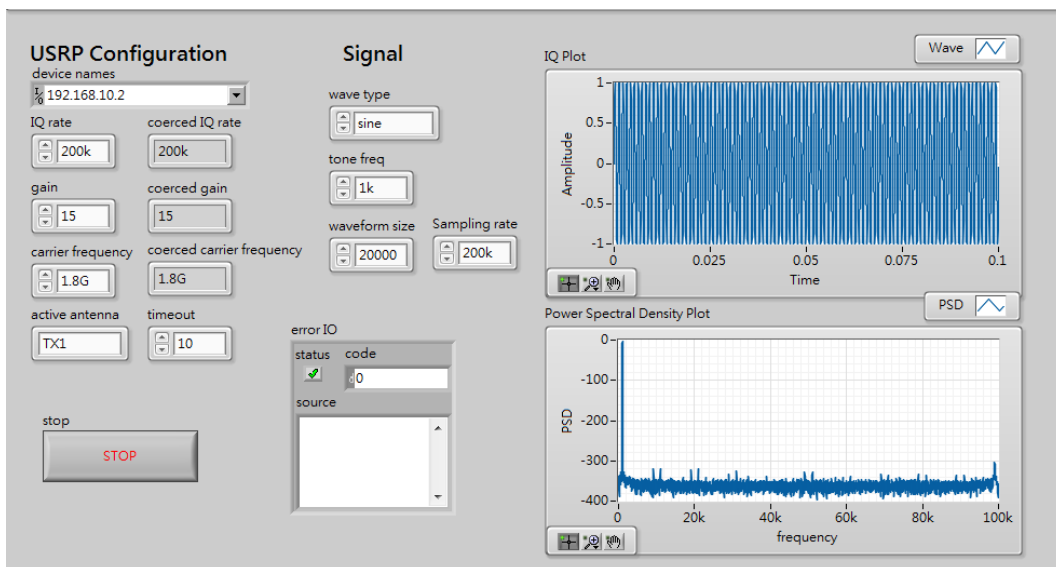 USRP Configuration
device names
I/0 192.168.10.2
IQ rate
200k
coerced IQ rate
200k
gain
15
coerced gain
15
carrier frequency
1.8G
coerced carrier frequency
1.8G
active antenna
TX1
timeout
10
stop
STOP
Signal
wave type
sine
tone freq
1k
waveform size
20000
Sampling rate
200k
error IO
status
code
d0
source
IQ Plot
Wave
1
0.5
0
-0.5
-1
Amplitude
0
0.025
0.05
0.075
0.1
Time
Power Spectral Density Plot
PSD
0
-100
-200
-300
-400
PSD
0
20k
40k
60k
80k
100k
frequency